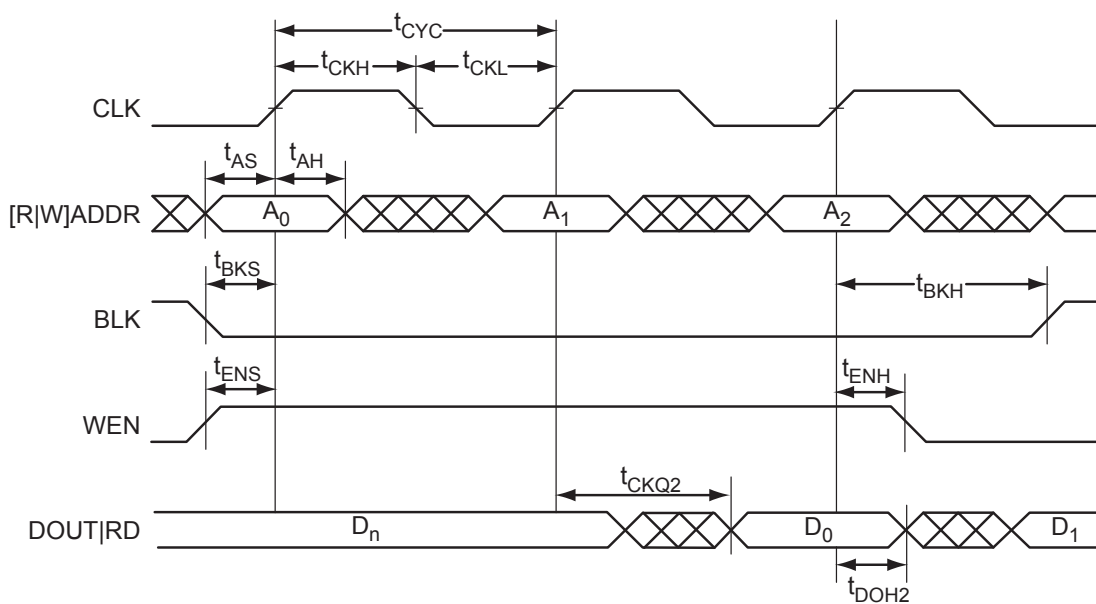 tCYC
tCKH tCKL
CLK
tAS tAH
[R|W]ADDR A0 A1 A2
tBKS tBKH
BLK
tENS tENH
WEN
tCKQ2
DOUT|RD Dn D0 D1
tDOH2